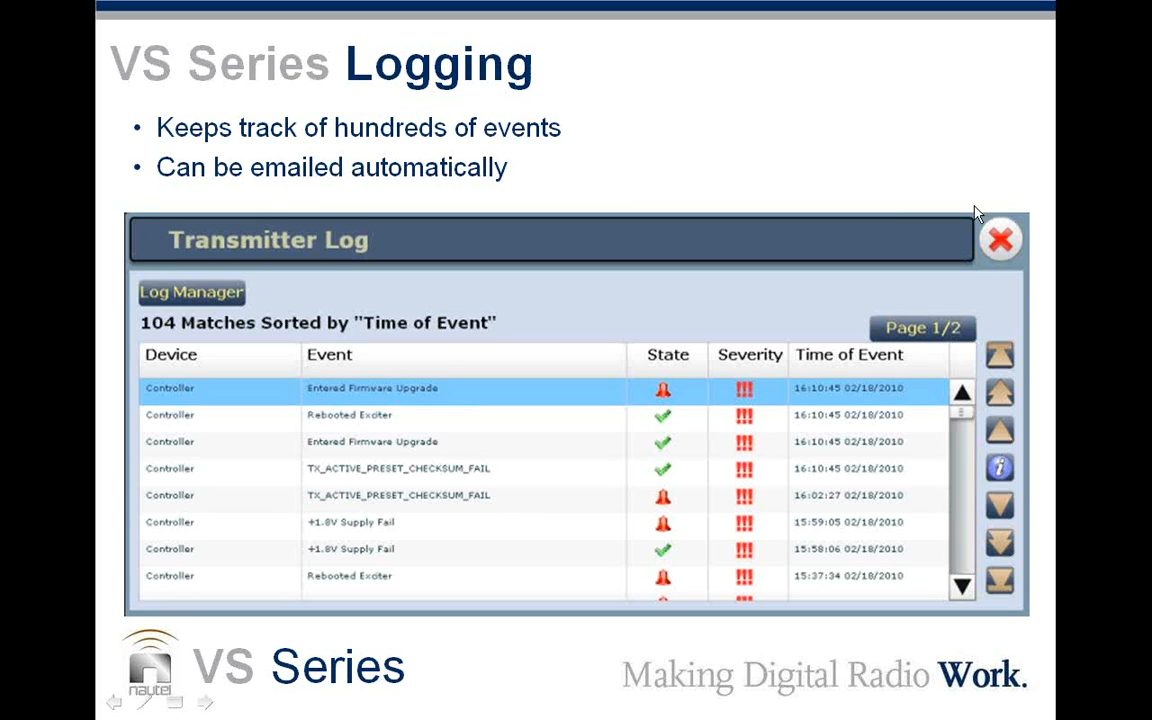 VS Series Logging
• Keeps track of hundreds of events
• Can be emailed automatically
Transmitter Log
Log Manager
104 Matches Sorted by "Time of Event"
Page 1/2
Device Event State Severity Time of Event
Controller Entered Firmware Upgrade !!! 16:10:45 02/18/2010
Controller Rebooted Exciter !!! 16:10:45 02/18/2010
Controller Entered Firmware Upgrade !!! 16:10:45 02/18/2010
Controller TX_ACTIVE_PRESET_CHECKSUM_FAIL !!! 16:10:45 02/18/2010
Controller TX_ACTIVE_PRESET_CHECKSUM_FAIL !!! 16:02:27 02/18/2010
Controller +1.8V Supply Fail !!! 15:59:05 02/18/2010
Controller +1.8V Supply Fail !!! 15:58:06 02/18/2010
Controller Rebooted Exciter !!! 15:37:34 02/18/2010
nautel
VS Series
Making Digital Radio Work.